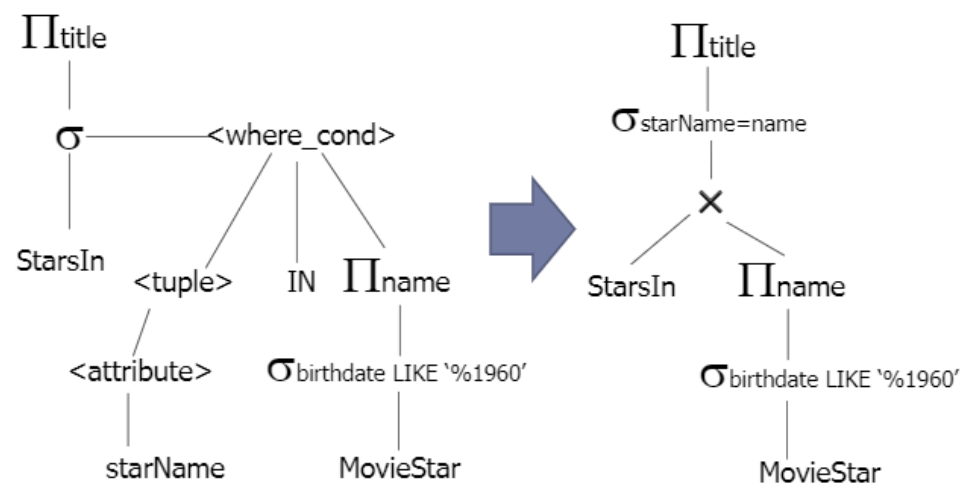 Πtitle
σ <where_cond>
StarsIn
<tuple> IN Πname
<attribute> σbirthdate LIKE ‘%1960’
starName MovieStar
Πtitle
σstarName=name
×
StarsIn Πname
σbirthdate LIKE ‘%1960’
MovieStar